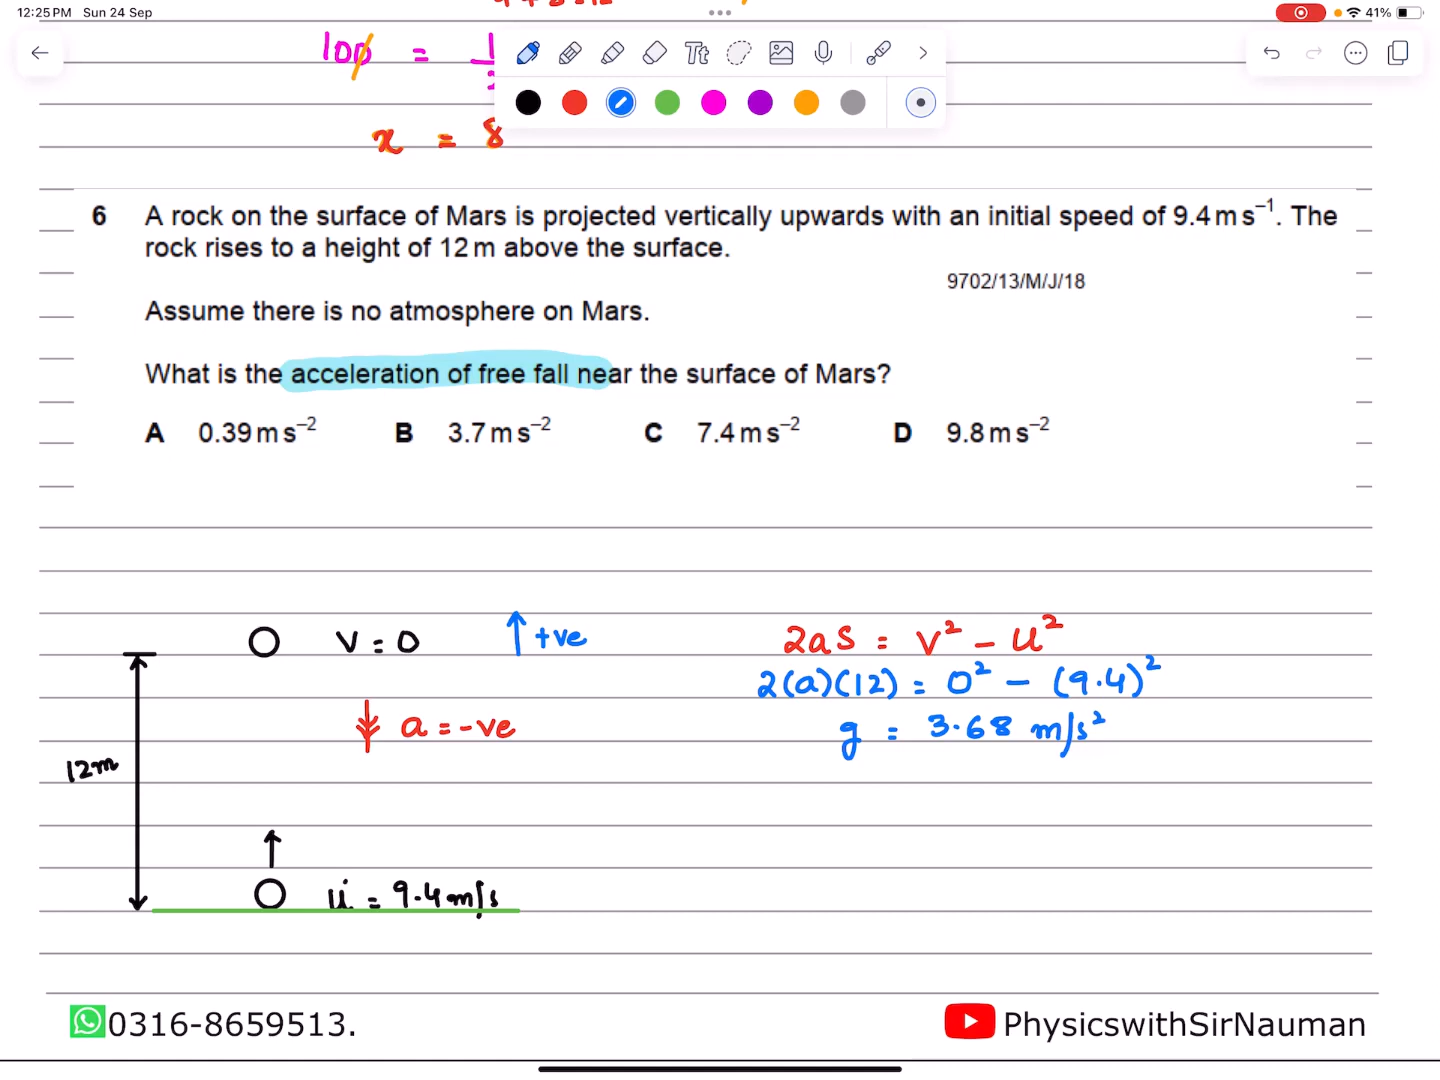 12:25 PM Sun 24 Sep
41%
100 =
x = 8
Tt
6 A rock on the surface of Mars is projected vertically upwards with an initial speed of 9.4 m s⁻¹. The
rock rises to a height of 12 m above the surface.
9702/13/M/J/18
Assume there is no atmosphere on Mars.
What is the acceleration of free fall near the surface of Mars?
A 0.39 m s⁻² B 3.7 m s⁻² C 7.4 m s⁻² D 9.8 m s⁻²
V = 0 +ve
a = -ve
12m
u = 9.4 m/s
2as = v² - u²
2(a)(12) = 0² - (9.4)²
g = 3.68 m/s²
0316-8659513.
PhysicswithSirNauman